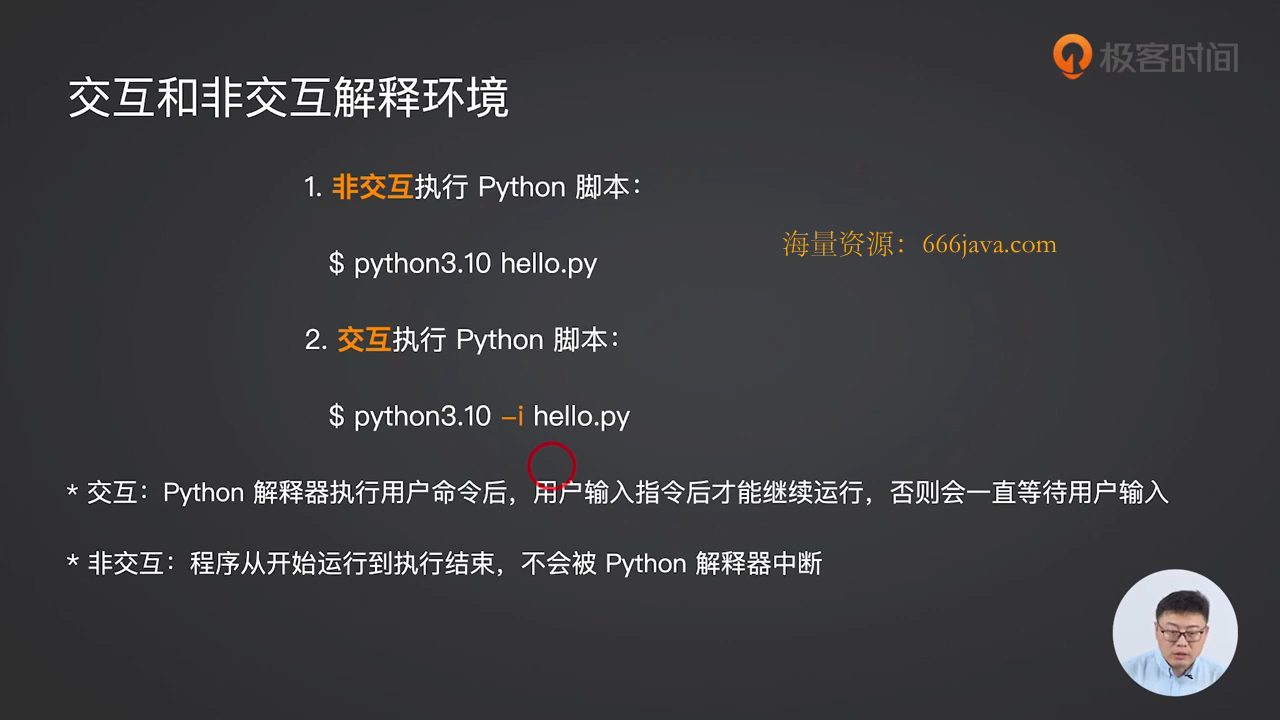 极客时间
交互和非交互解释环境
1. 非交互执行 Python 脚本：
海量资源：666java.com
$ python3.10 hello.py
2. 交互执行 Python 脚本：
$ python3.10 –i hello.py
* 交互：Python 解释器执行用户命令后，用户输入指令后才能继续运行，否则会一直等待用户输入
* 非交互：程序从开始运行到执行结束，不会被 Python 解释器中断